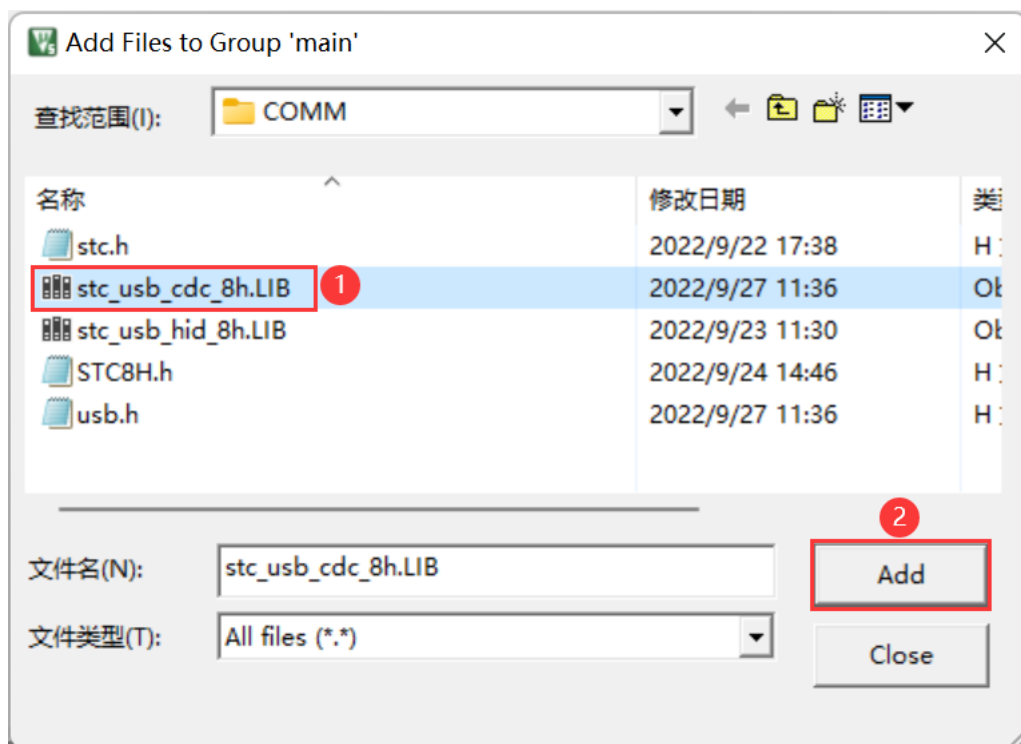 Add Files to Group 'main'
查找范围(I): COMM
名称 修改日期
stc.h 2022/9/22 17:38 H
stc_usb_cdc_8h.LIB 1 2022/9/27 11:36
stc_usb_hid_8h.LIB 2022/9/23 11:30
STC8H.h 2022/9/24 14:46 H
usb.h 2022/9/27 11:36 H
2
文件名(N): stc_usb_cdc_8h.LIB Add
文件类型(T): All files (*.*)
Close